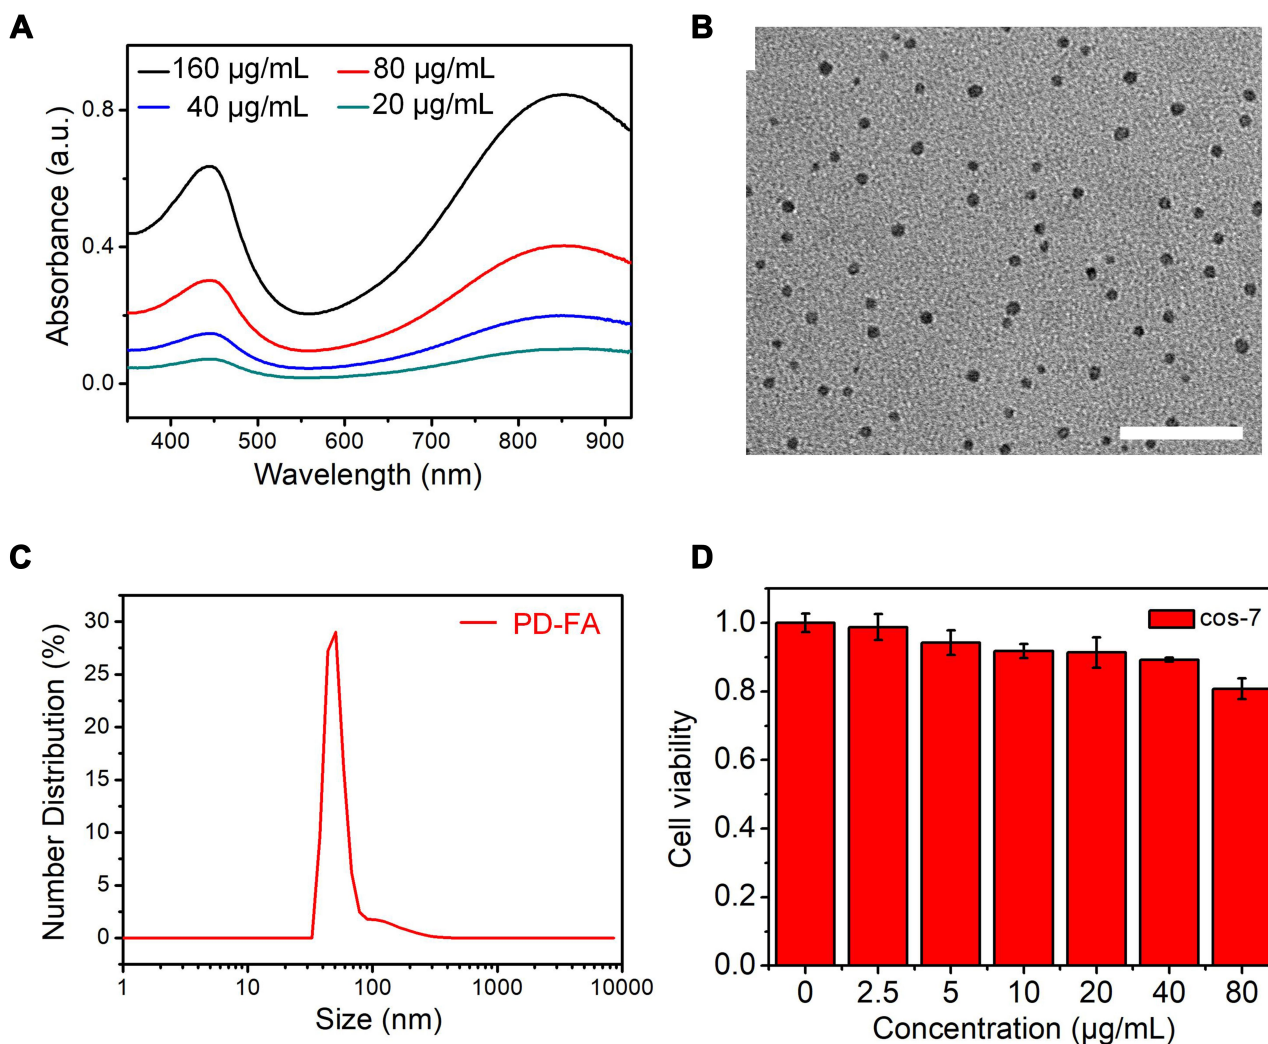 A
160 µg/mL 80 µg/mL
40 µg/mL 20 µg/mL
0.8
0.4
0.0
Absorbance (a.u.)
400 500 600 700 800 900
Wavelength (nm)
B
C
PD-FA
30
25
20
15
10
5
0
Number Distribution (%)
1 10 100 1000 10000
Size (nm)
D
cos-7
1.0
0.8
0.6
0.4
0.2
0.0
Cell viability
0 2.5 5 10 20 40 80
Concentration (µg/mL)